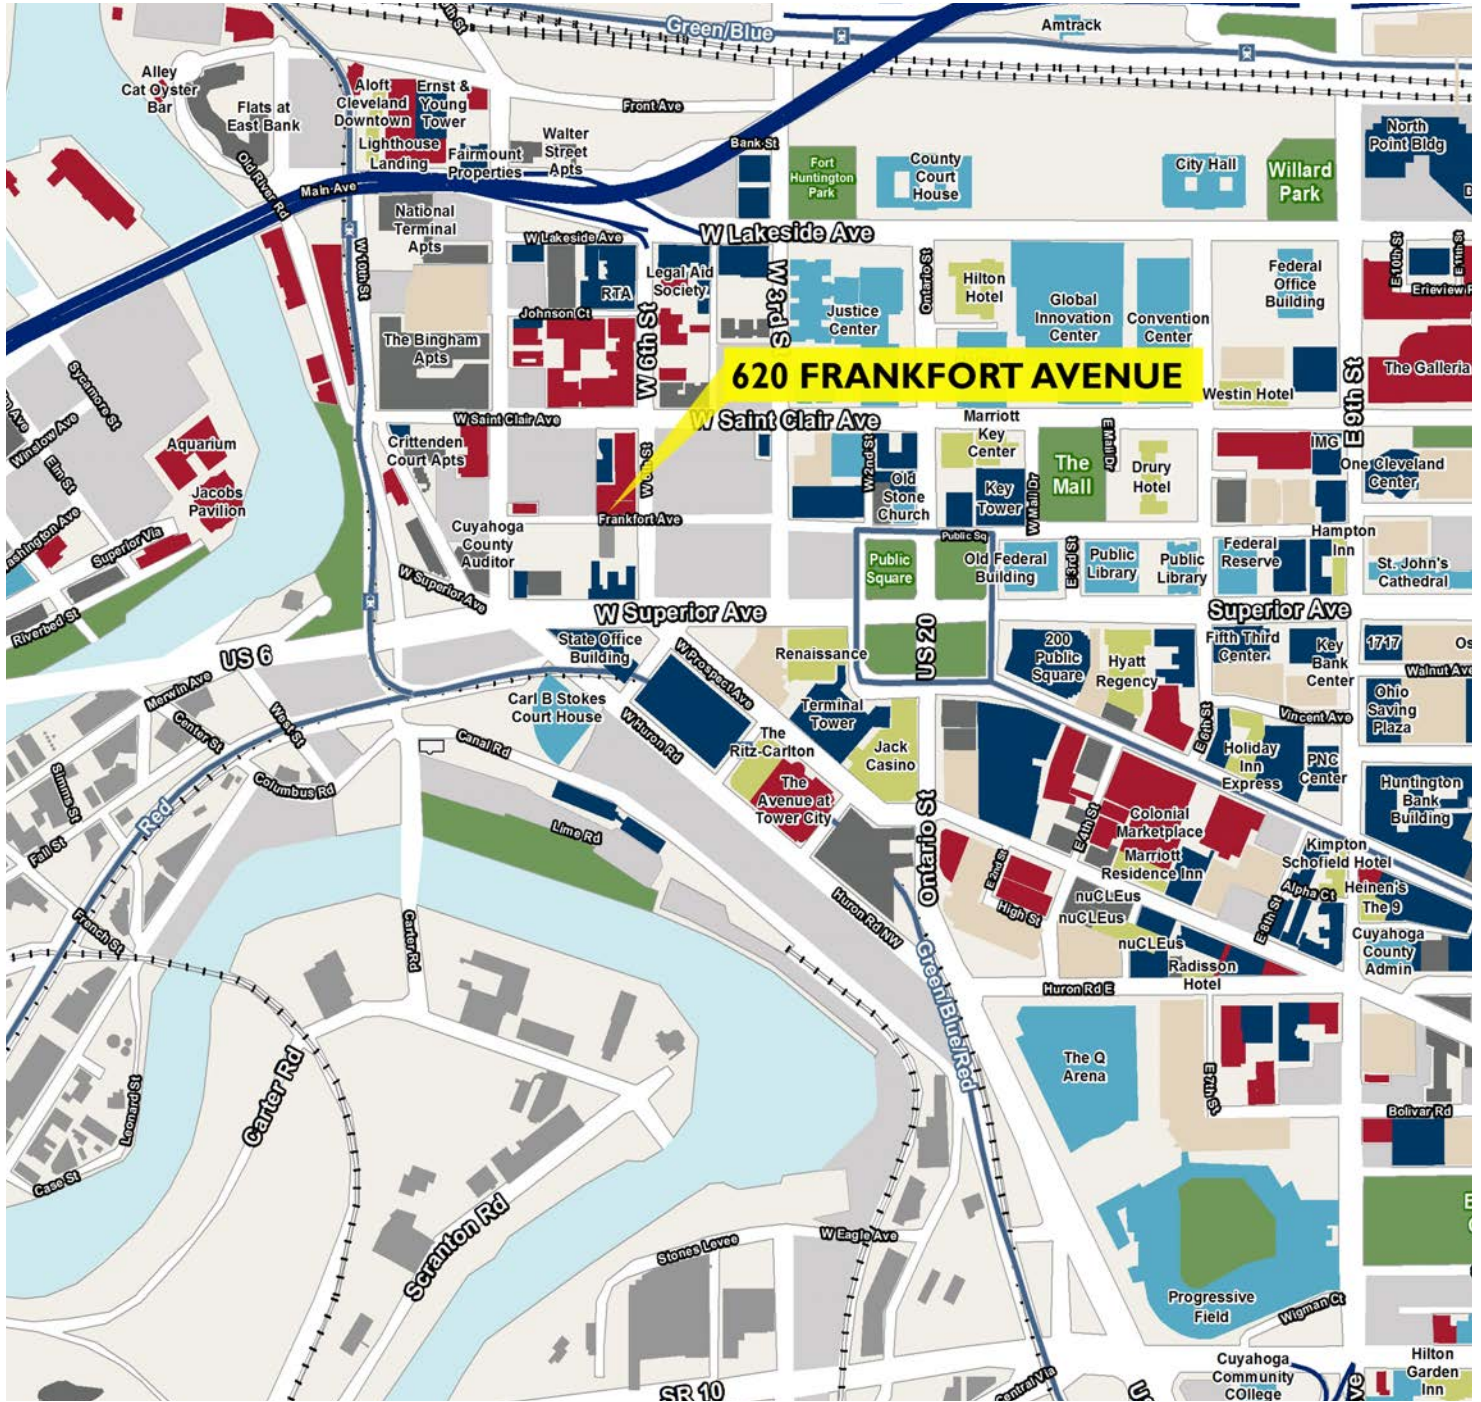 Green/Blue
Amtrack
Alley
Cat Oyster
Bar
Flats at
East Bank
Aloft
Cleveland
Downtown
Ernst &
Young
Tower
Lighthouse
Landing
Fairmount
Properties
Walter
Street
Apts
Front Ave
Bank St
Old River Rd
Main Ave
Fort
Huntington
Park
County
Court
House
City Hall
Willard
Park
North
Point Bldg
National
Terminal
Apts
W 10th St
W Lakeside Ave
W Lakeside Ave
RTA
Legal Aid
Society
W 3rd S
Ontario St
Hilton
Hotel
Justice
Center
Global
Innovation
Center
Convention
Center
Federal
Office
Building
E 10th St
E 11th St
Erieview P
Johnson Ct
The Bingham
Apts
W 6th St
620 FRANKFORT AVENUE
Westin Hotel
E 9th St
The Galleria
Sycamore St
Winslow Ave
Elm St
Aquarium
Jacobs
Pavilion
W Saint Clair Ave
W Saint Clair Ave
Crittenden
Court Apts
Frankfort Ave
W 2nd St
Old
Stone
Church
Marriott
Key
Center
Key
Tower
W Mall Dr
The
Mall
E Mall Dr
Drury
Hotel
IMG
One Cleveland
Center
Superior Via
Cuyahoga
County
Auditor
W Superior Ave
Public Sq
Public
Square
Old Federal
Building
E 3rd St
Public
Library
Public
Library
Federal
Reserve
Hampton
Inn
St. John's
Cathedral
Riverbed St
W Superior Ave
Superior Ave
US 6
US 20
State Office
Building
W Prospect Ave
Renaissance
200
Public
Square
Hyatt
Regency
Fifth Third
Center
Key
Bank
Center
1717
Os
Walnut Ave
Merwin Ave
Center St
West St
Carl B Stokes
Court House
W Huron Rd
Terminal
Tower
The
Ritz-Carlton
Jack
Casino
Vincent Ave
E 6th St
Ohio
Saving
Plaza
Canal Rd
Columbus Rd
Simms St
Red
Fall St
Lime Rd
The
Avenue at
Tower City
Ontario St
Holiday
Inn
Express
PNC
Center
Huntington
Bank
Building
E 4th St
Colonial
Marketplace
Marriott
Residence Inn
Kimpton
Schofield Hotel
Alpha Ct
Heinen's
The 9
E 2nd St
High St
nuCLEus
nuCLEus
nuCLEus
E 8th St
Cuyahoga
County
Admin
French St
Carter Rd
Huron Rd NW
Green/Blue/Red
Radisson
Hotel
Huron Rd E
The Q
Arena
E 7th St
Bolivar Rd
Leonard St
Carter Rd
Case St
Scranton Rd
Stones Levee
W Eagle Ave
Progressive
Field
Wigman Ct
SR 10
Central Via
Cuyahoga
Community
COllege
Hilton
Garden
Inn